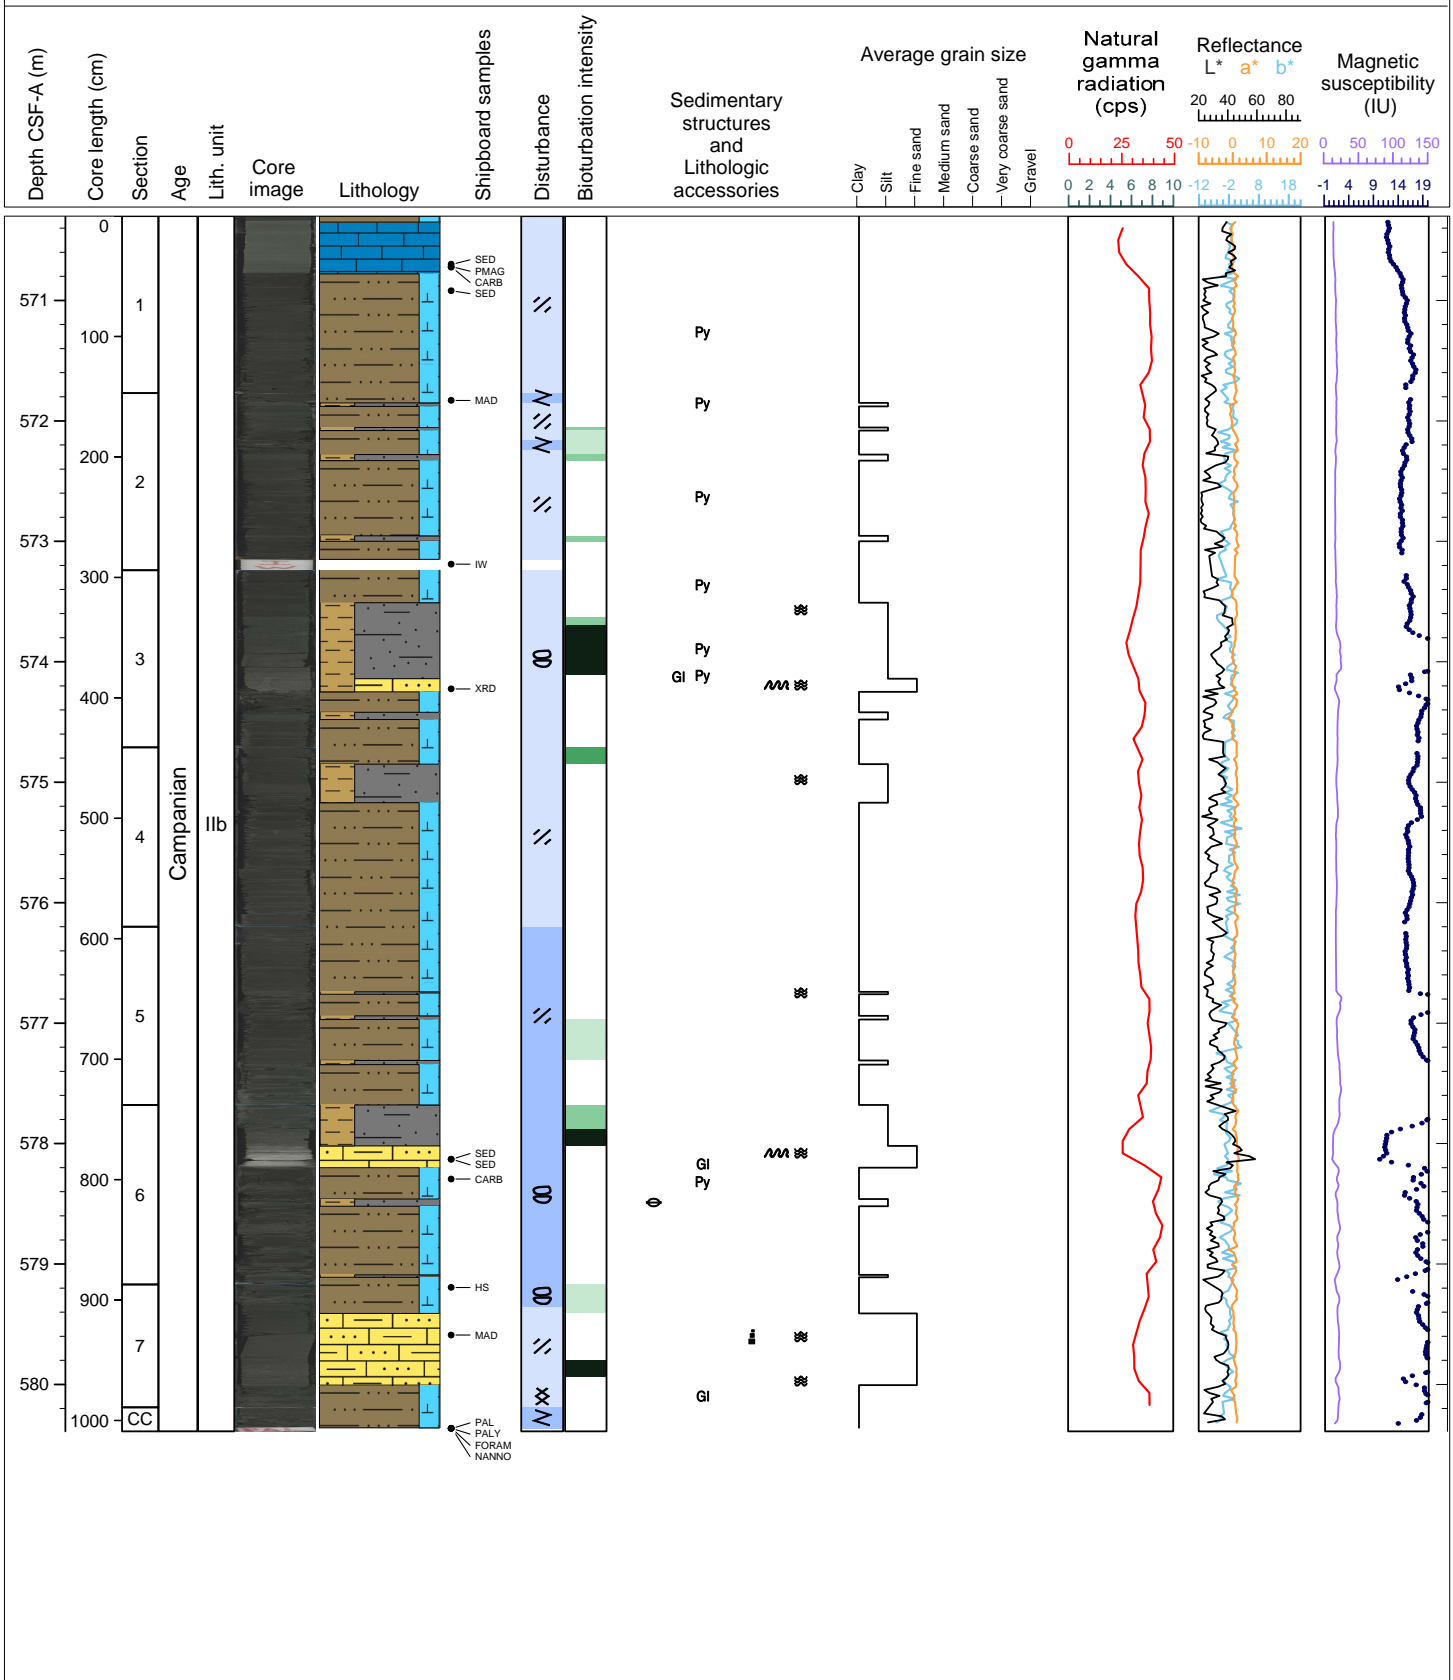 Depth CSF-A (m)
Core length (cm)
Section
Age
Lith. unit
Core
image
Lithology
Shipboard samples
Disturbance
Bioturbation intensity
Sedimentary
structures
and
Lithologic
accessories
Average grain size
Clay
Silt
Fine sand
Medium sand
Coarse sand
Very coarse sand
Gravel
Natural
gamma
radiation
(cps)
0 25 50
0 2 4 6 8 10
Reflectance
L* a* b*
20 40 60 80
-10 0 10 20
-12 -2 8 18
Magnetic
susceptibility
(IU)
0 50 100 150
-1 4 9 14 19
571
572
573
574
575
576
577
578
579
580
0
100
200
300
400
500
600
700
800
900
1000
1
2
3
4
5
6
7
CC
Campanian
IIb
SED
PMAG
CARB
SED
MAD
IW
XRD
SED
SED
CARB
HS
MAD
PAL
PALY
FORAM
NANNO
Py
Py
Py
Py
Py
Gl Py
Gl
Py
Gl